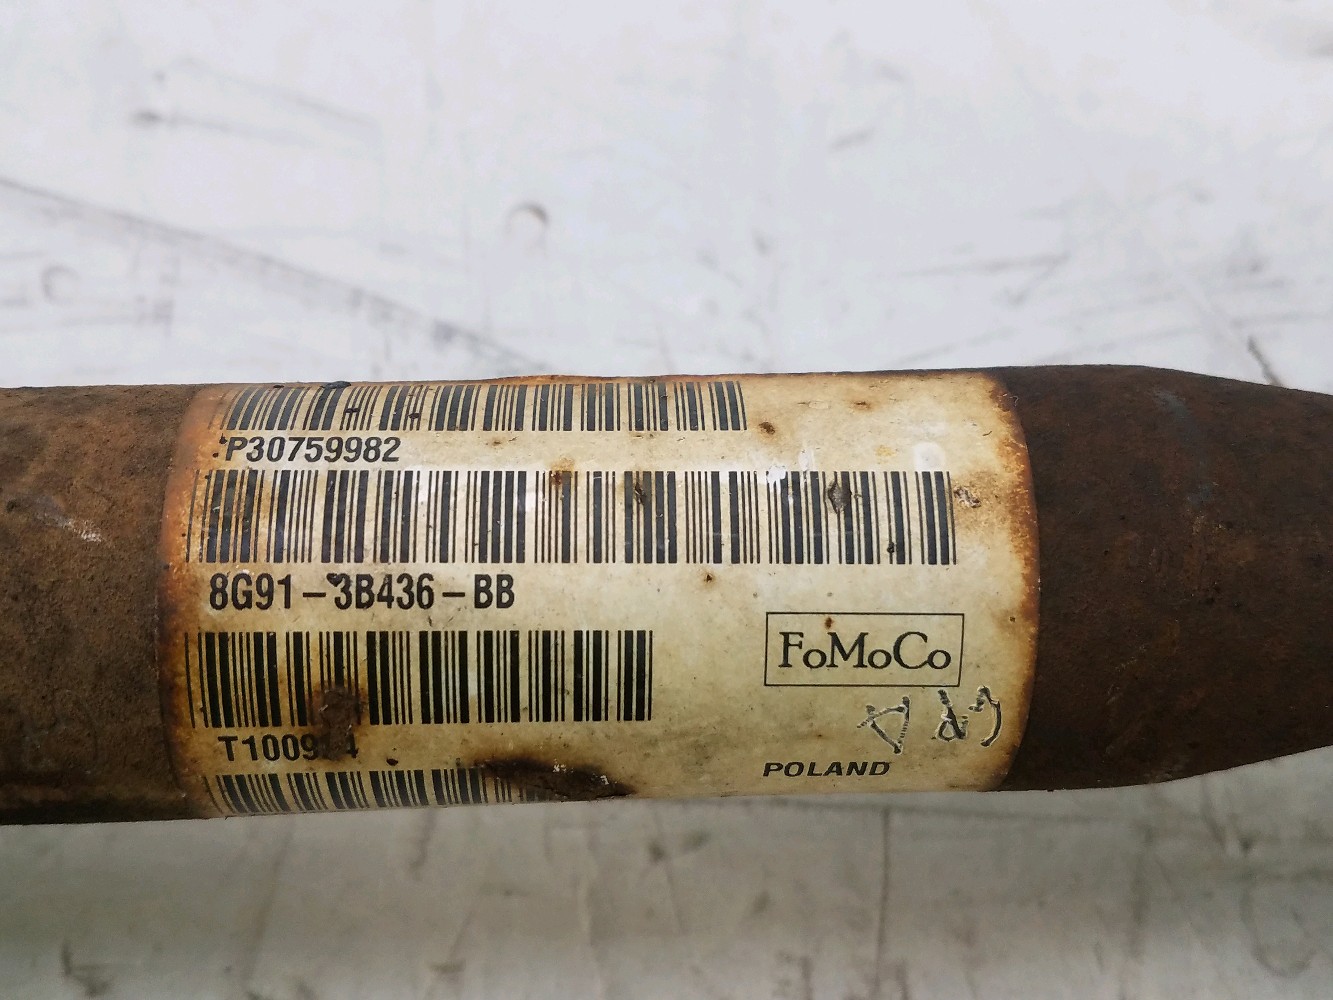 P30759982
8G91-3B436-BB
FoMoCo
POLAND